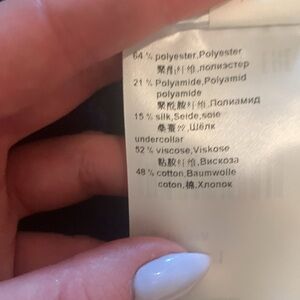 64 % polyester,Polyester
聚酯纤维,полиэстер
21 % Polyamide,Polyamid
polyamide
聚酰胺纤维,Полиамид
15 % silk,Seide,soie
桑蚕丝,Шёлк
undercollar
52 % viscose,Viskose
粘胶纤维,Вискоза
48 % cotton,Baumwolle
coton,棉,Хлопок